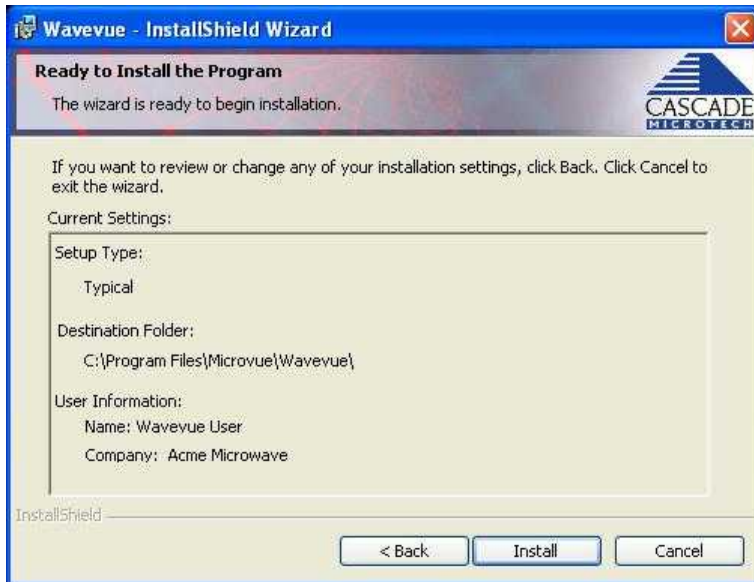 Wavevue - InstallShield Wizard
Ready to Install the Program
The wizard is ready to begin installation.
CASCADE
MICROTECH
If you want to review or change any of your installation settings, click Back. Click Cancel to
exit the wizard.
Current Settings:
Setup Type:
Typical
Destination Folder:
C:\Program Files\Microvue\Wavevue\
User Information:
Name: Wavevue User
Company: Acme Microwave
InstallShield
< Back
Install
Cancel